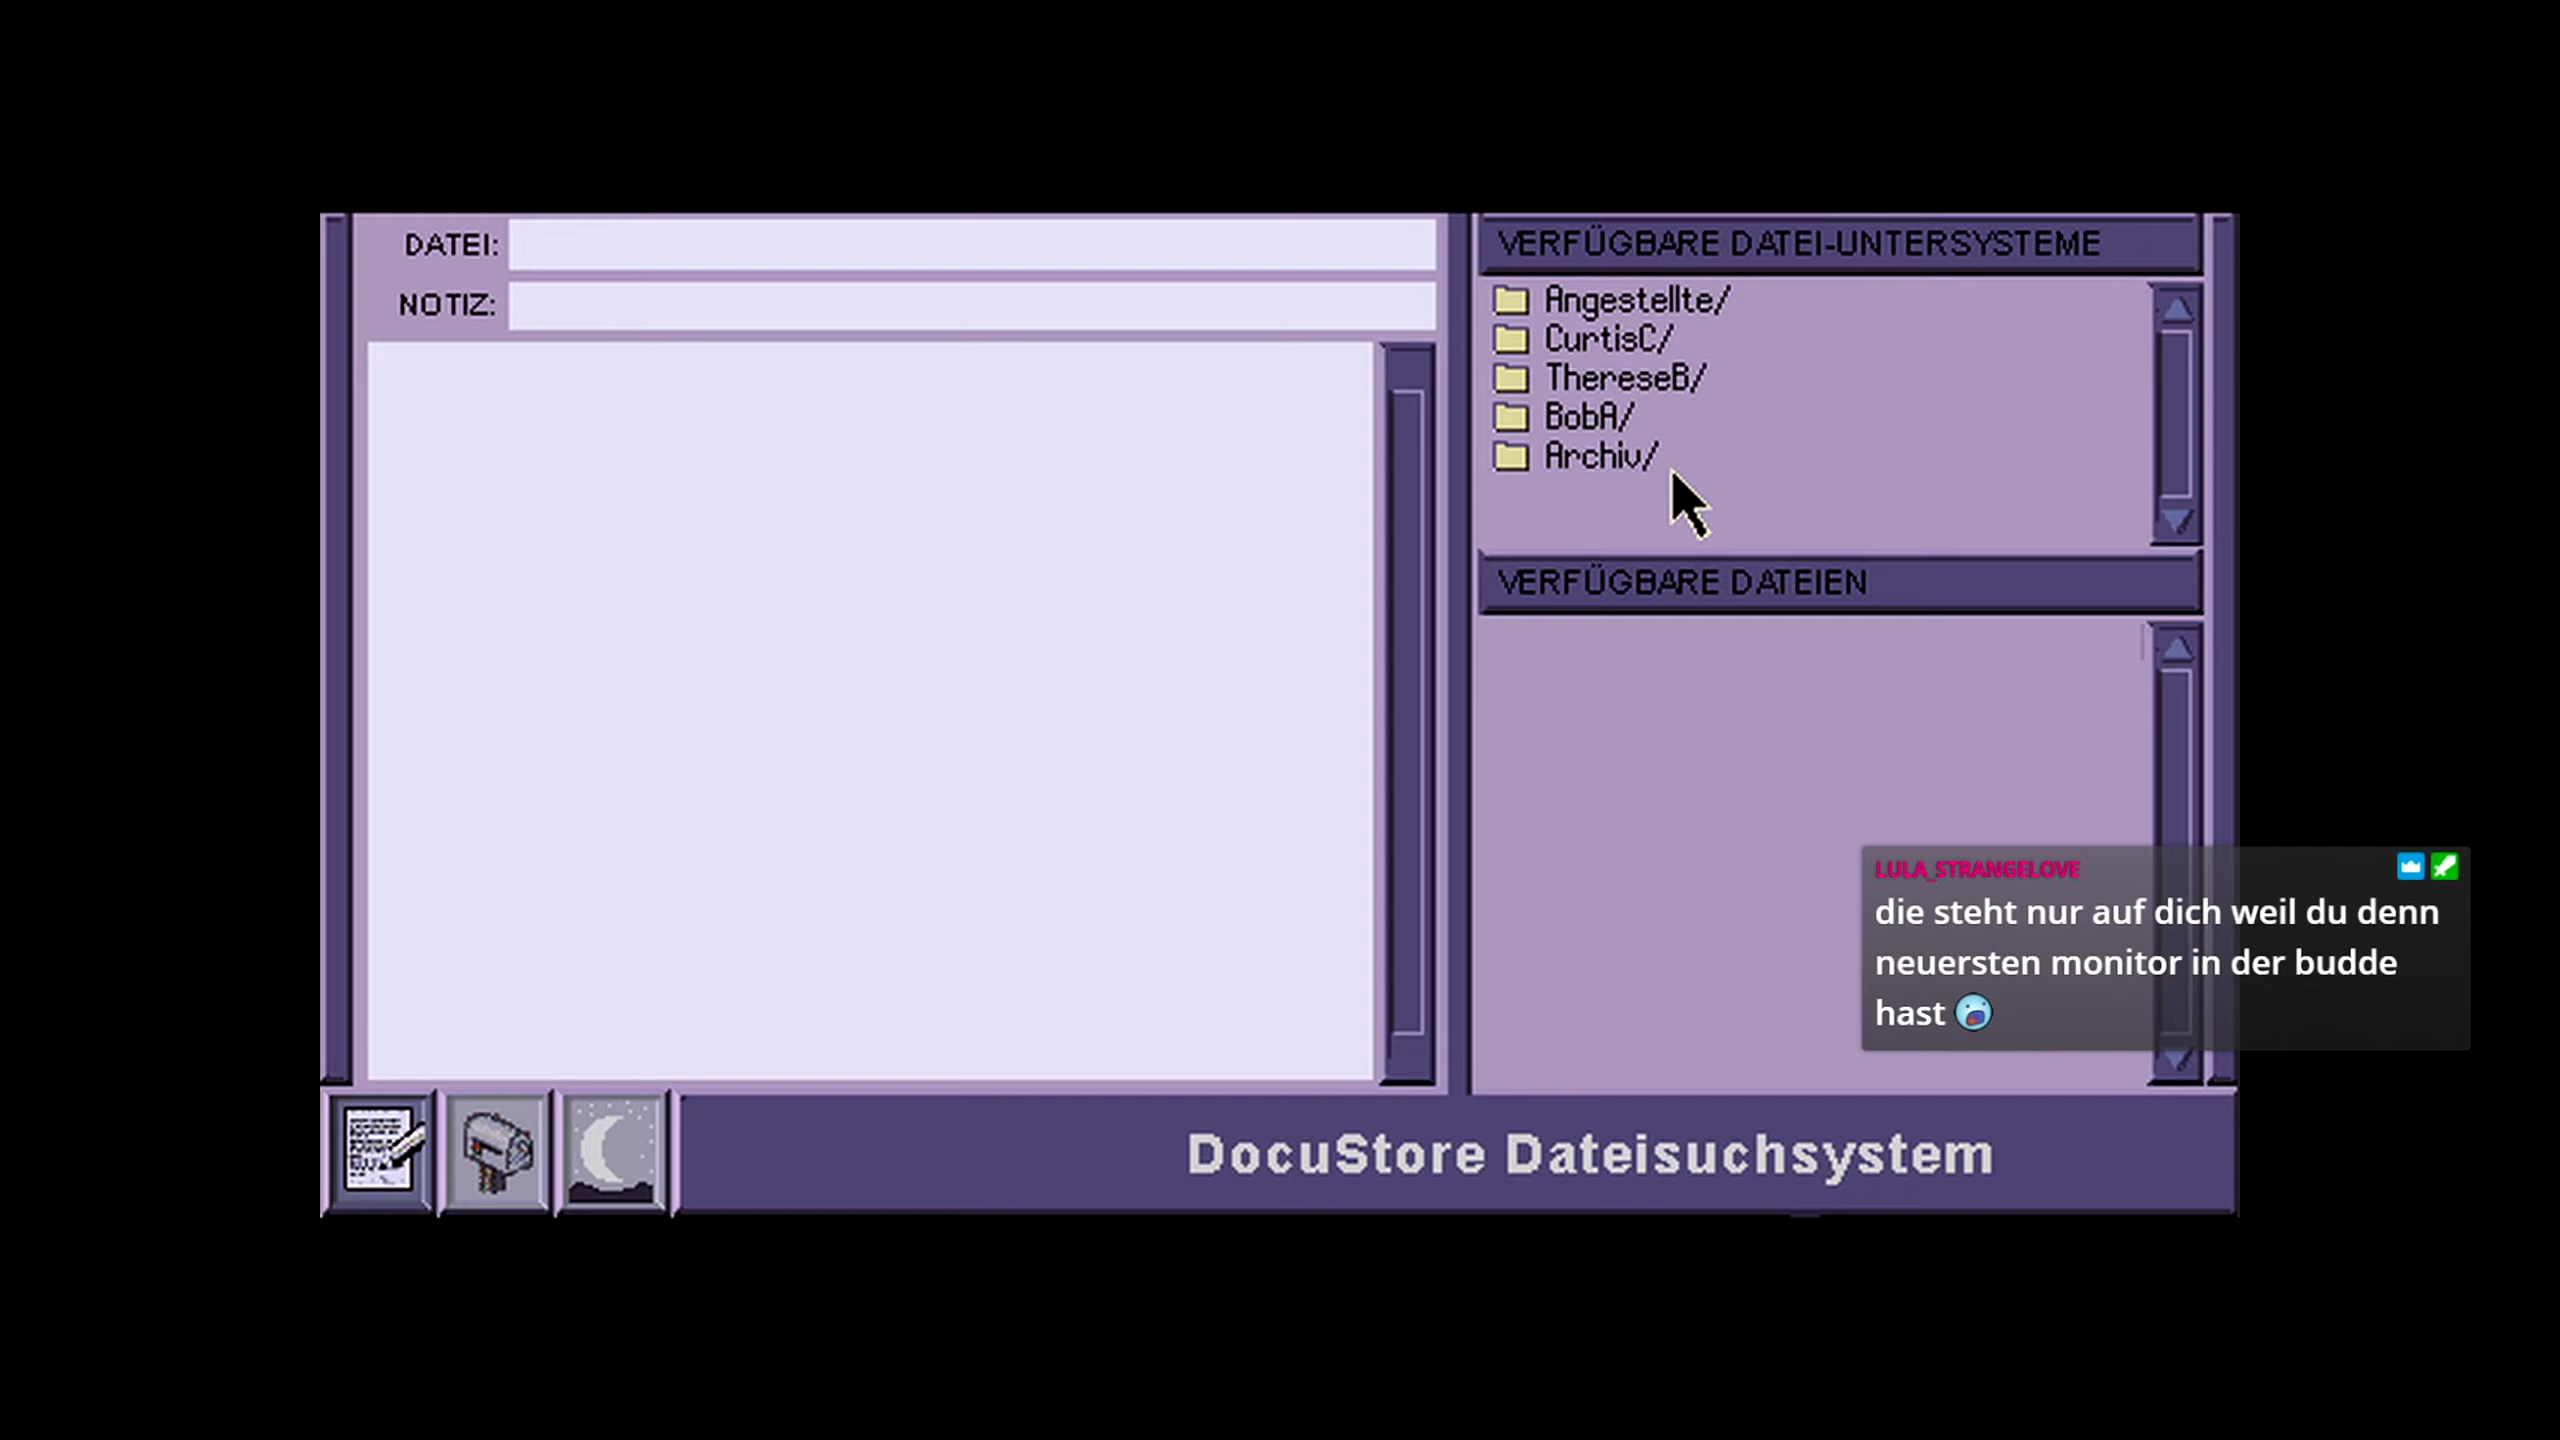 DATEI:
NOTIZ:
VERFÜGBARE DATEI-UNTERSYSTEME
Angestellte/
CurtisC/
ThereseB/
BobA/
Archiv/
VERFÜGBARE DATEIEN
LULA_STRANGELOVE
die steht nur auf dich weil du denn
neuersten monitor in der budde
hast
DocuStore Dateisuchsystem